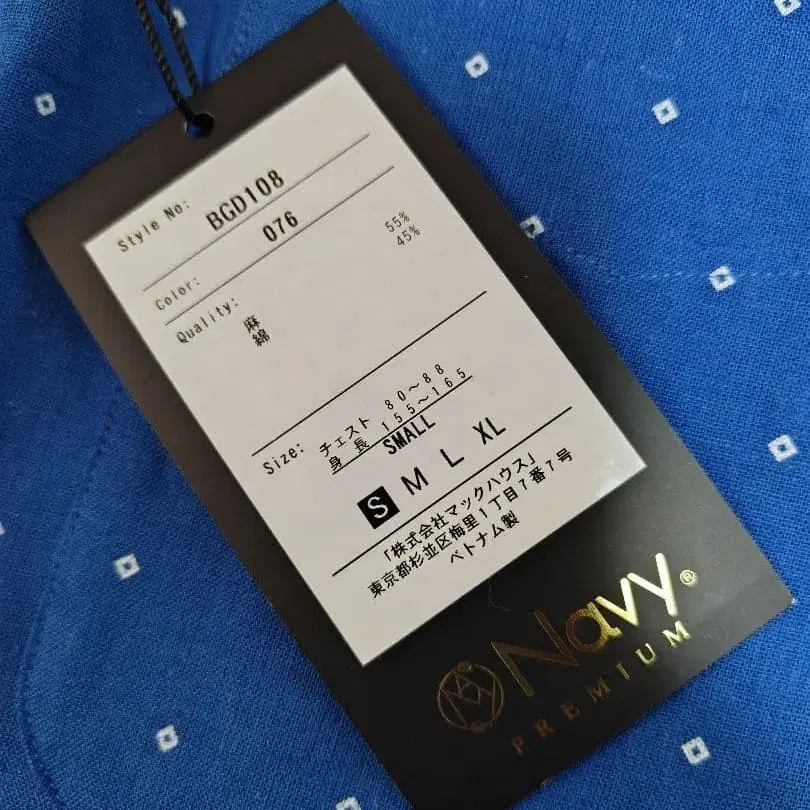 Style No: BGD108
Color: 076
Quality: 麻 55%
綿 45%
Size: チェスト 80～88
身長 155～165
SMALL
S M L XL
「株式会社マックハウス」
東京都杉並区梅里1丁目7番7号
ベトナム製
Navy®
PREMIUM